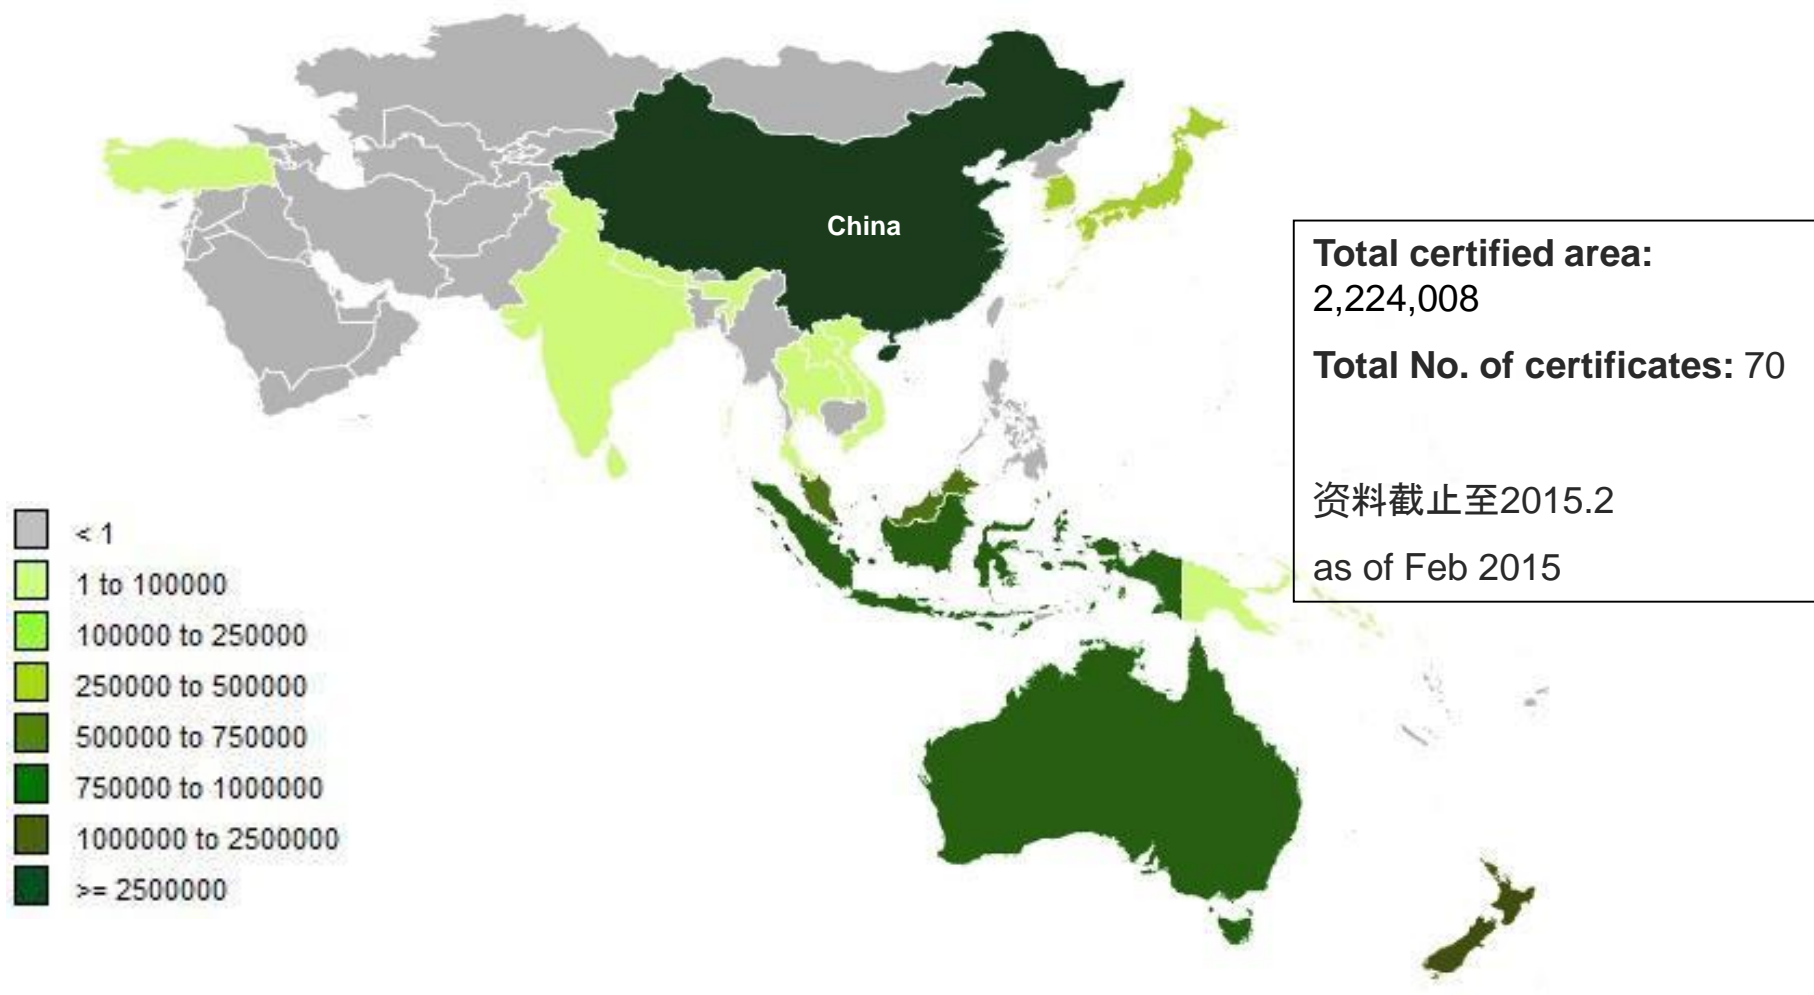 China
Total certified area:
2,224,008
Total No. of certificates: 70
资料截止至2015.2
as of Feb 2015
< 1
1 to 100000
100000 to 250000
250000 to 500000
500000 to 750000
750000 to 1000000
1000000 to 2500000
>= 2500000